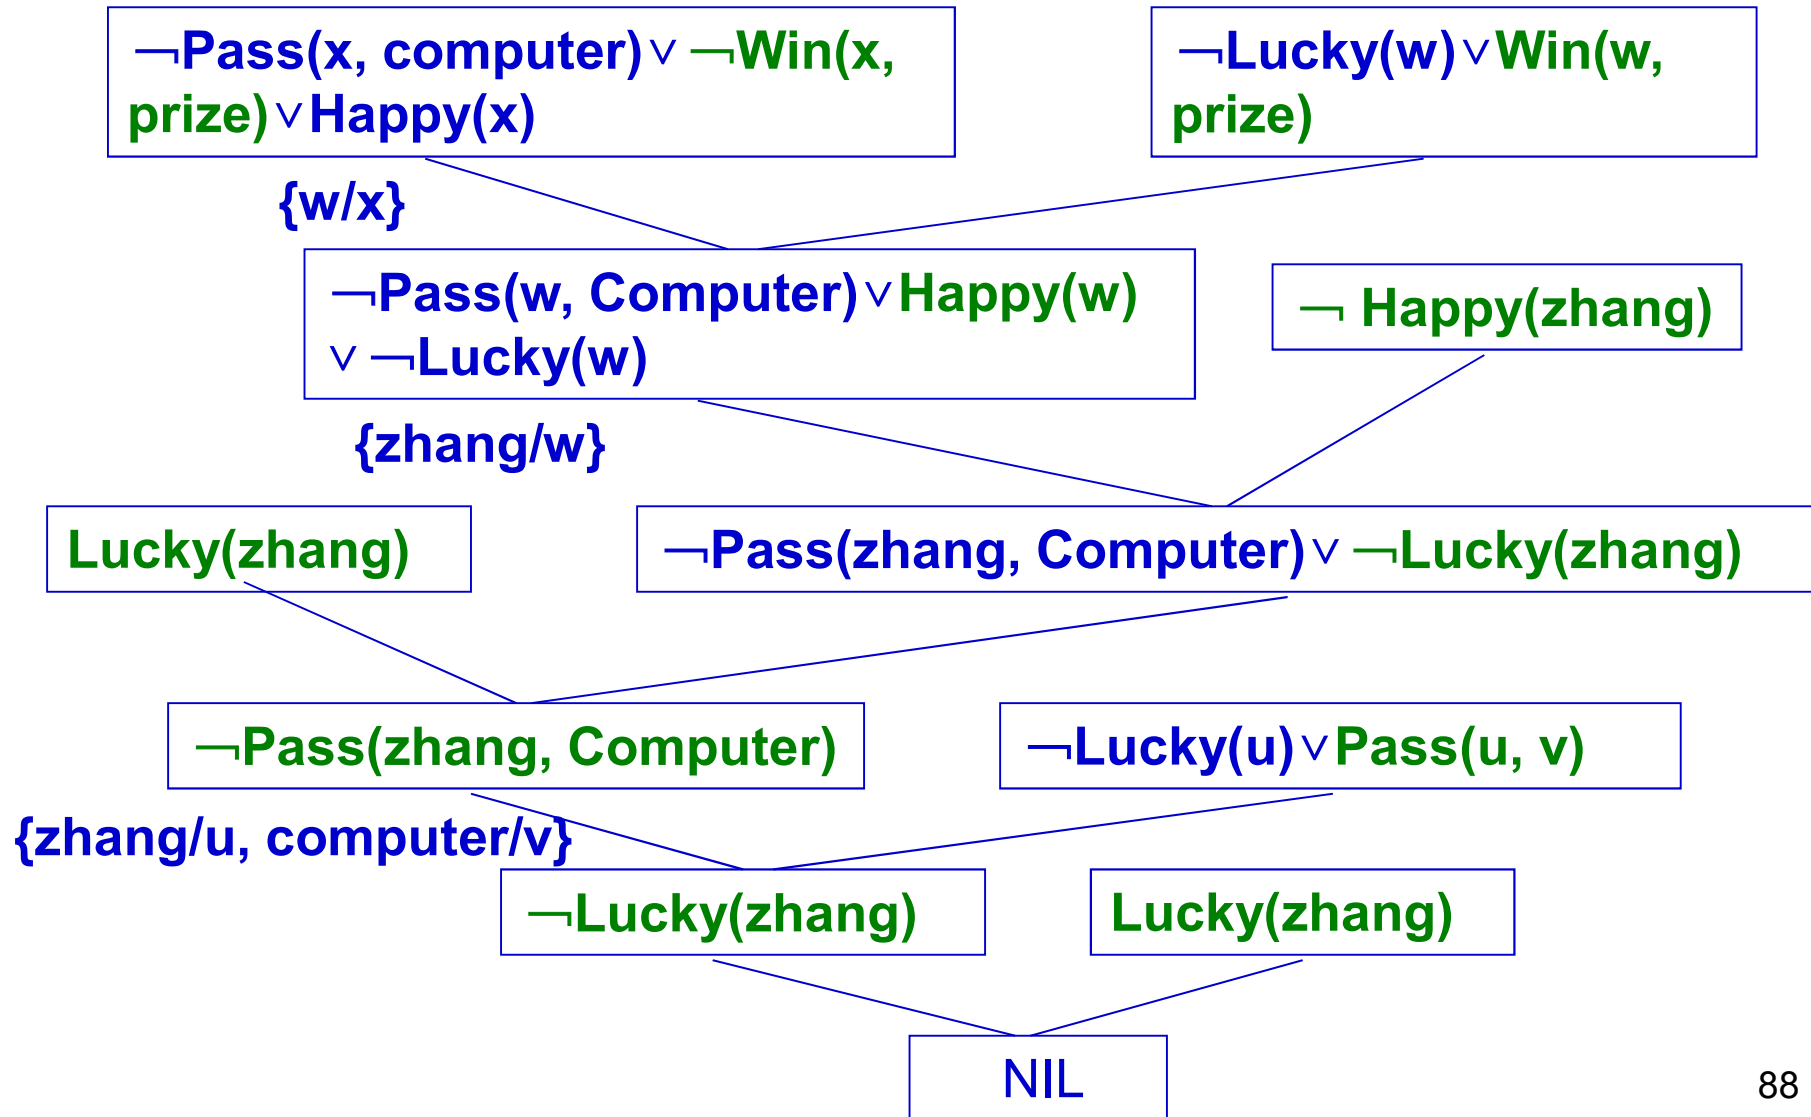 ¬Pass(x, computer)∨¬Win(x,
prize)∨Happy(x)
¬Lucky(w)∨Win(w,
prize)
{w/x}
¬Pass(w, Computer)∨Happy(w)
∨¬Lucky(w)
¬ Happy(zhang)
{zhang/w}
Lucky(zhang)
¬Pass(zhang, Computer)∨¬Lucky(zhang)
¬Pass(zhang, Computer)
¬Lucky(u)∨Pass(u, v)
{zhang/u, computer/v}
¬Lucky(zhang)
Lucky(zhang)
NIL
88